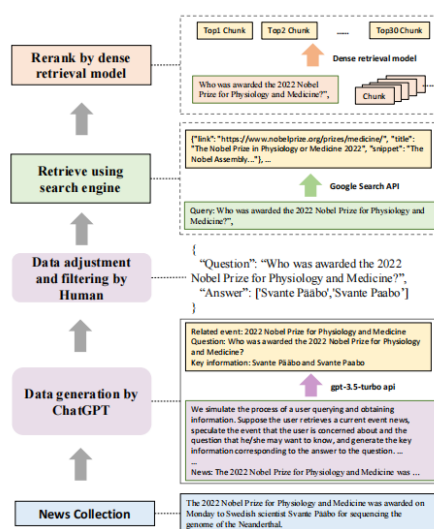 Top1 Chunk
Top2 Chunk
......
Top30 Chunk
Rerank by dense
retrieval model
Dense retrieval model
Who was awarded the 2022 Nobel
Prize for Physiology and Medicine?",
Chunk
......
{"link": "https://www.nobelprize.org/prizes/medicine/", "title":
"The Nobel Prize in Physiology or Medicine 2022", "snippet": "The
Nobel Assembly..."}, ...
Retrieve using
search engine
Google Search API
Query: Who was awarded the 2022 Nobel Prize for Physiology and
Medicine?",
Data adjustment
and filtering by
Human
{
"Question": "Who was awarded the 2022
Nobel Prize for Physiology and Medicine?",
"Answer": ['Svante Pääbo','Svante Paabo']
}
Related event: 2022 Nobel Prize for Physiology and Medicine
Question: Who was awarded the 2022 Nobel Prize for Physiology and
Medicine?
Key information: Svante Pääbo and Svante Paabo
Data generation by
ChatGPT
gpt-3.5-turbo api
We simulate the process of a user querying and obtaining
information. Suppose the user retrieves a current event news,
speculate the event that the user is concerned about and the
question that he/she may want to know, and generate the key
information corresponding to the answer to the question. ...
...
News: The 2022 Nobel Prize for Physiology and Medicine was ...
News Collection
The 2022 Nobel Prize for Physiology and Medicine was awarded on
Monday to Swedish scientist Svante Pääbo for sequencing the
genome of the Neanderthal.